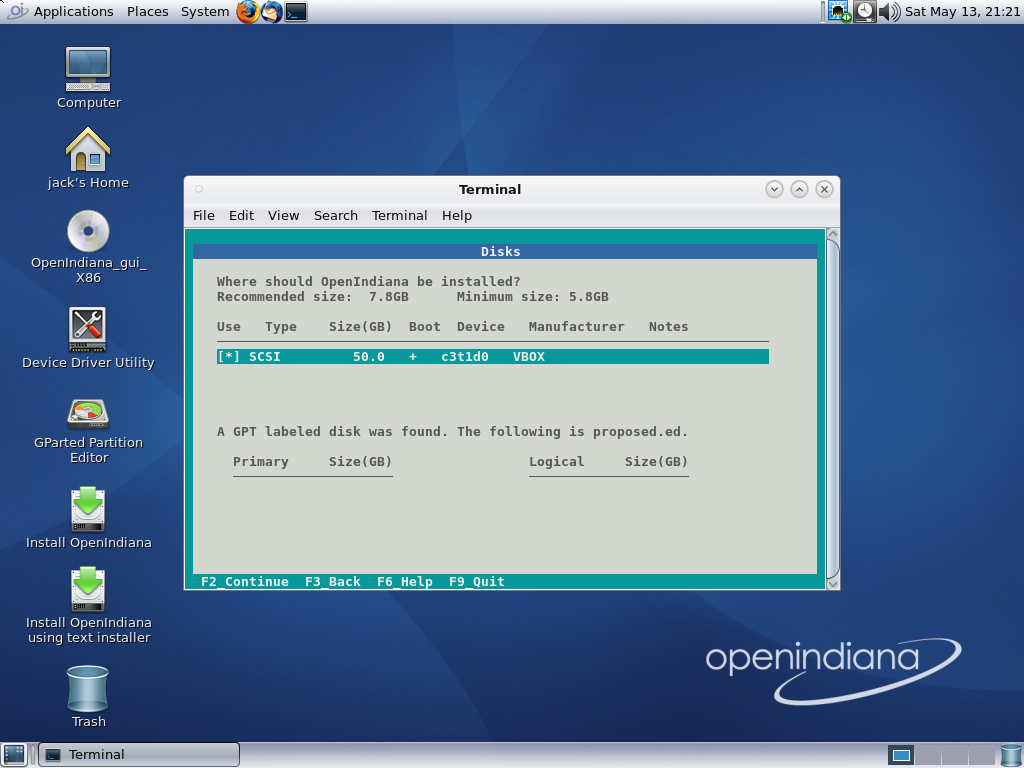 Applications Places System Sat May 13, 21:21
Computer
jack's Home
OpenIndiana_gui_
X86
Device Driver Utility
GParted Partition
Editor
Install OpenIndiana
Install OpenIndiana
using text installer
Trash
Terminal
File Edit View Search Terminal Help
Disks
Where should OpenIndiana be installed?
Recommended size: 7.8GB Minimum size: 5.8GB
Use Type Size(GB) Boot Device Manufacturer Notes
[*] SCSI 50.0 + c3t1d0 VBOX
A GPT labeled disk was found. The following is proposed.ed.
Primary Size(GB) Logical Size(GB)
F2_Continue F3_Back F6_Help F9_Quit
openindiana
Terminal